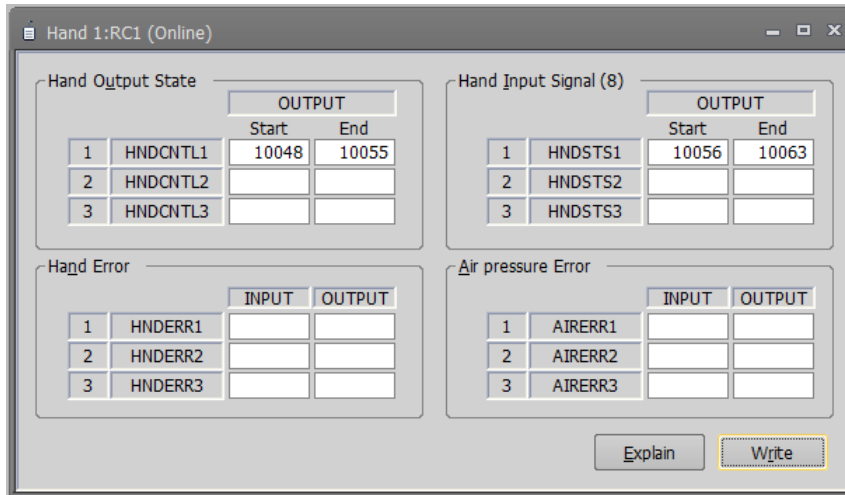 Hand 1:RC1 (Online)
Hand Output State
OUTPUT
Start End
1 HNDCNTL1 10048 10055
2 HNDCNTL2
3 HNDCNTL3
Hand Input Signal (8)
OUTPUT
Start End
1 HNDSTS1 10056 10063
2 HNDSTS2
3 HNDSTS3
Hand Error
INPUT OUTPUT
1 HNDERR1
2 HNDERR2
3 HNDERR3
Air pressure Error
INPUT OUTPUT
1 AIRERR1
2 AIRERR2
3 AIRERR3
Explain Write